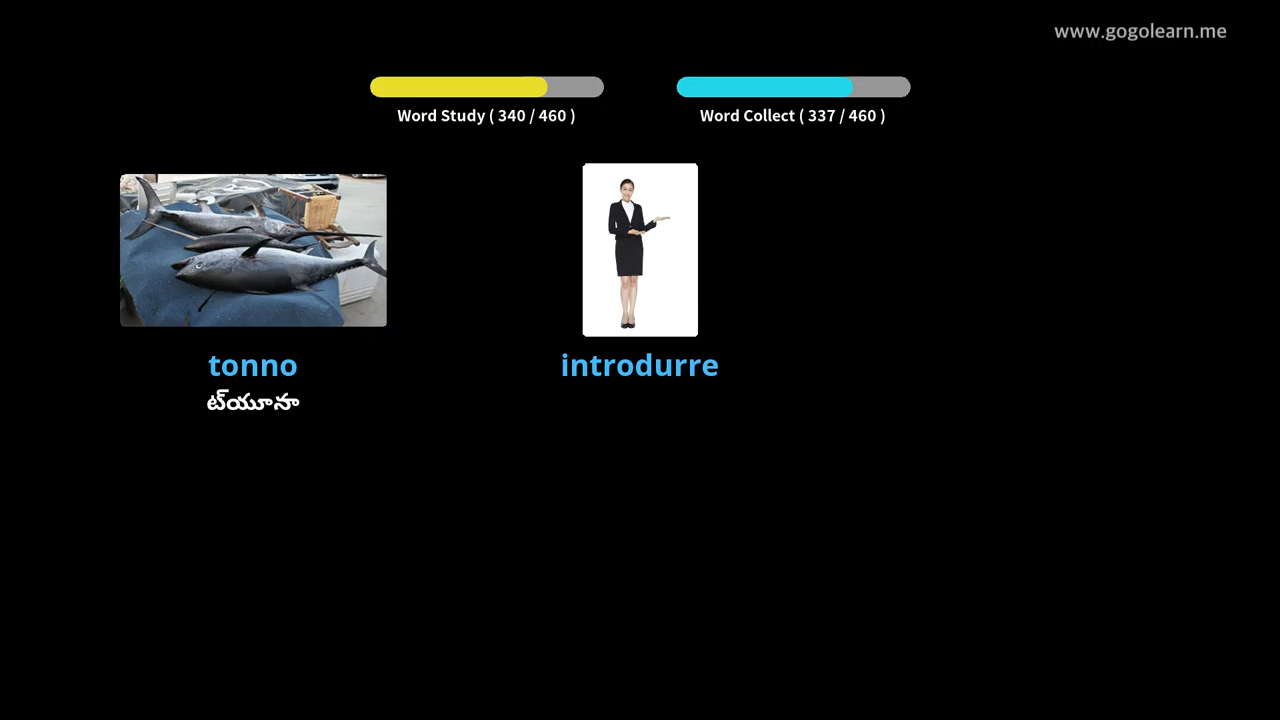 www.gogolearn.me
Word Study ( 340 / 460 )
Word Collect ( 337 / 460 )
tonno
introdurre
ట్‌యూనా